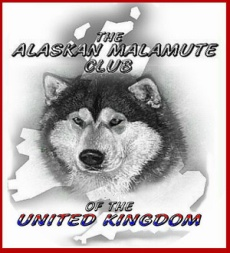 THE
ALASKAN MALAMUTE
CLUB
OF THE
UNITED KINGDOM